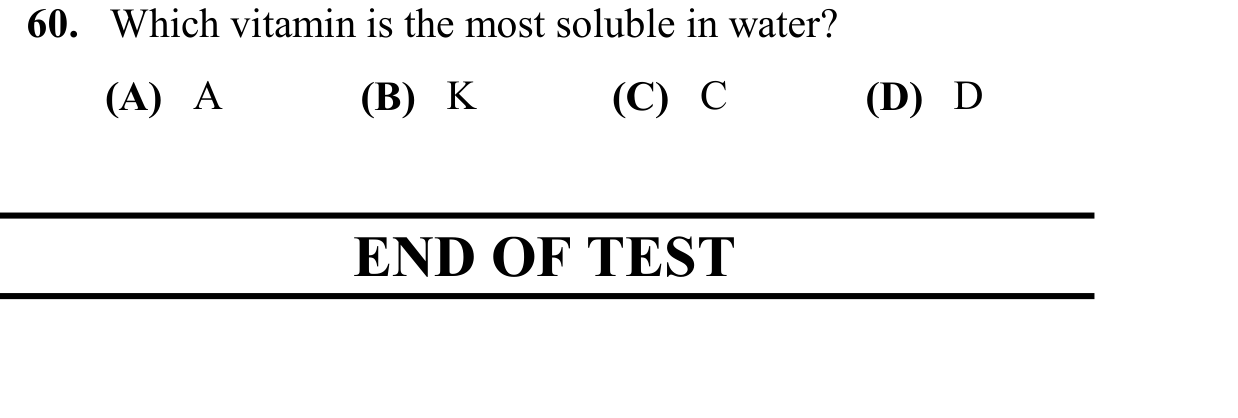 60. Which vitamin is the most soluble in water?
(A) A (B) K (C) C (D) D
END OF TEST